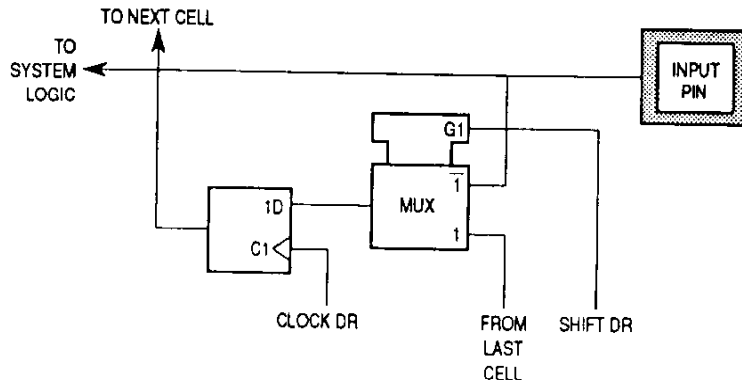 TO NEXT CELL
TO
SYSTEM
LOGIC
INPUT
PIN
G1
1D
MUX
1
C1
1
CLOCK DR
FROM
LAST
CELL
SHIFT DR